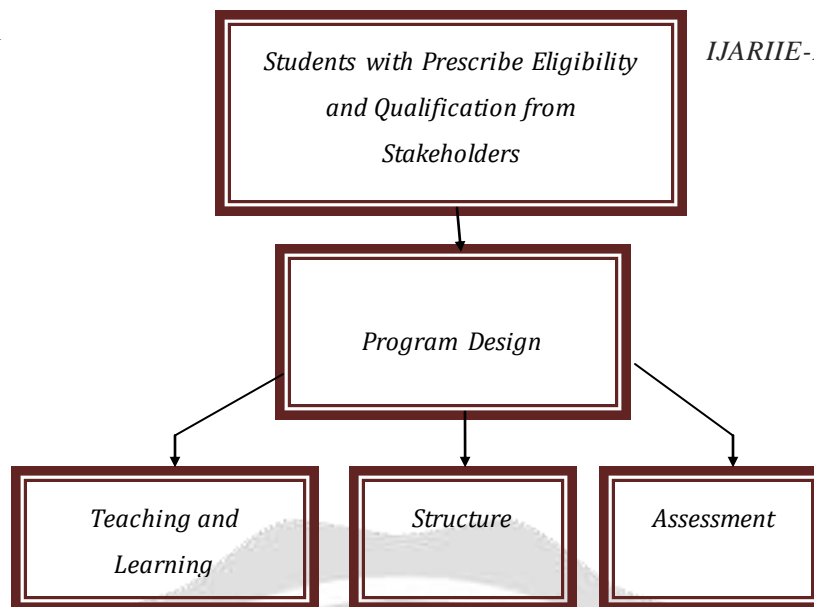 Students with Prescribe Eligibility
and Qualification from
Stakeholders
IJARIIE-
Program Design
Teaching and
Learning
Structure
Assessment